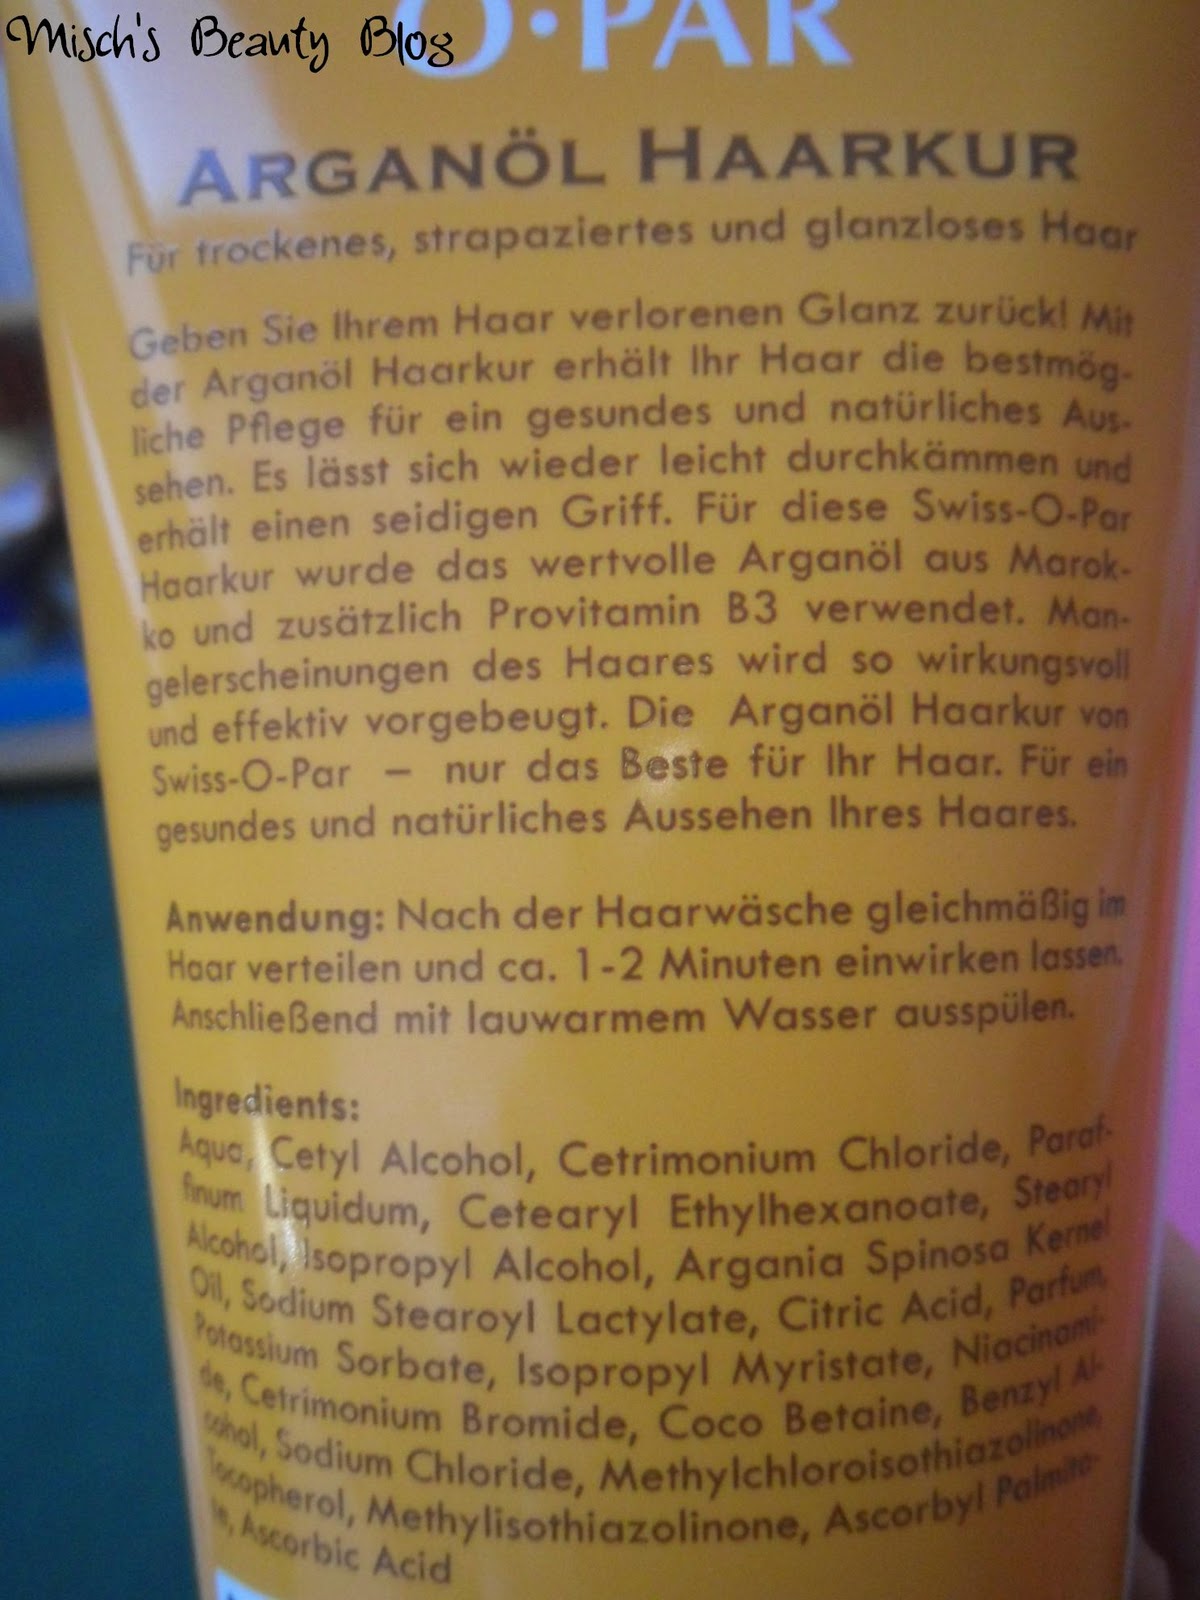 Misch's Beauty Blog
O·PAR
ARGANÖL HAARKUR
Für trockenes, strapaziertes und glanzloses Haar
Geben Sie Ihrem Haar verlorenen Glanz zurück! Mit
der Arganöl Haarkur erhält Ihr Haar die bestmög-
liche Pflege für ein gesundes und natürliches Aus-
sehen. Es lässt sich wieder leicht durchkämmen und
erhält einen seidigen Griff. Für diese Swiss-O-Par
Haarkur wurde das wertvolle Arganöl aus Marok-
ko und zusätzlich Provitamin B3 verwendet. Man-
gelerscheinungen des Haares wird so wirkungsvoll
und effektiv vorgebeugt. Die Arganöl Haarkur von
Swiss-O-Par – nur das Beste für Ihr Haar. Für ein
gesundes und natürliches Aussehen Ihres Haares.
Anwendung: Nach der Haarwäsche gleichmäßig im
Haar verteilen und ca. 1-2 Minuten einwirken lassen.
Anschließend mit lauwarmem Wasser ausspülen.
Ingredients:
Aqua, Cetyl Alcohol, Cetrimonium Chloride, Paraf-
finum Liquidum, Cetearyl Ethylhexanoate, Stearyl
Alcohol, Isopropyl Alcohol, Argania Spinosa Kernel
Oil, Sodium Stearoyl Lactylate, Citric Acid, Parfum,
Potassium Sorbate, Isopropyl Myristate, Niacinami-
de, Cetrimonium Bromide, Coco Betaine, Benzyl Al-
cohol, Sodium Chloride, Methylchloroisothiazolinone,
Tocopherol, Methylisothiazolinone, Ascorbyl Palmita-
te, Ascorbic Acid